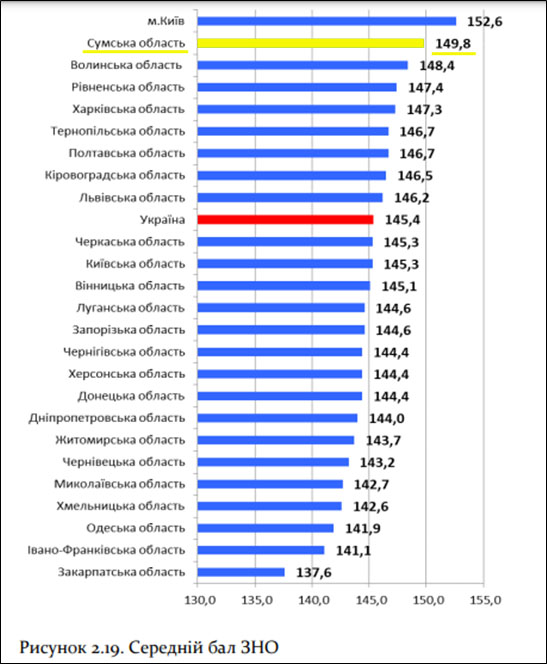 м.Київ 152,6
Сумська область 149,8
Волинська область 148,4
Рівненська область 147,4
Харківська область 147,3
Тернопільська область 146,7
Полтавська область 146,7
Кіровоградська область 146,5
Львівська область 146,2
Україна 145,4
Черкаська область 145,3
Київська область 145,3
Вінницька область 145,1
Луганська область 144,6
Запорізька область 144,6
Чернігівська область 144,4
Херсонська область 144,4
Донецька область 144,4
Дніпропетровська область 144,0
Житомирська область 143,7
Чернівецька область 143,2
Миколаївська область 142,7
Хмельницька область 142,6
Одеська область 141,9
Івано-Франківська область 141,1
Закарпатська область 137,6
130,0 135,0 140,0 145,0 150,0 155,0
Рисунок 2.19. Середній бал ЗНО